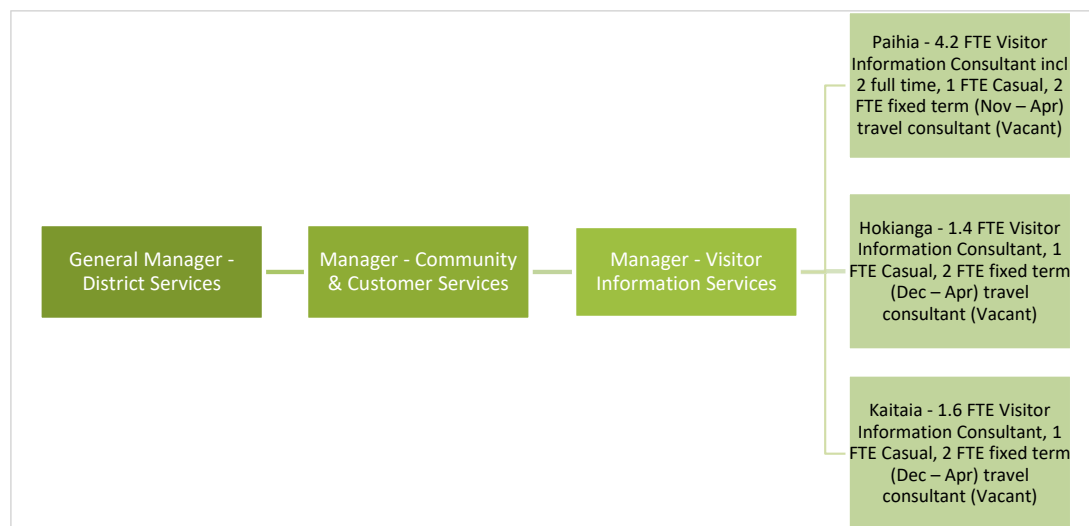 General Manager -
District Services
Manager - Community
& Customer Services
Manager - Visitor
Information Services
Paihia - 4.2 FTE Visitor
Information Consultant incl
2 full time, 1 FTE Casual, 2
FTE fixed term (Nov – Apr)
travel consultant (Vacant)
Hokianga - 1.4 FTE Visitor
Information Consultant, 1
FTE Casual, 2 FTE fixed term
(Dec – Apr) travel
consultant (Vacant)
Kaitaia - 1.6 FTE Visitor
Information Consultant, 1
FTE Casual, 2 FTE fixed term
(Dec – Apr) travel
consultant (Vacant)